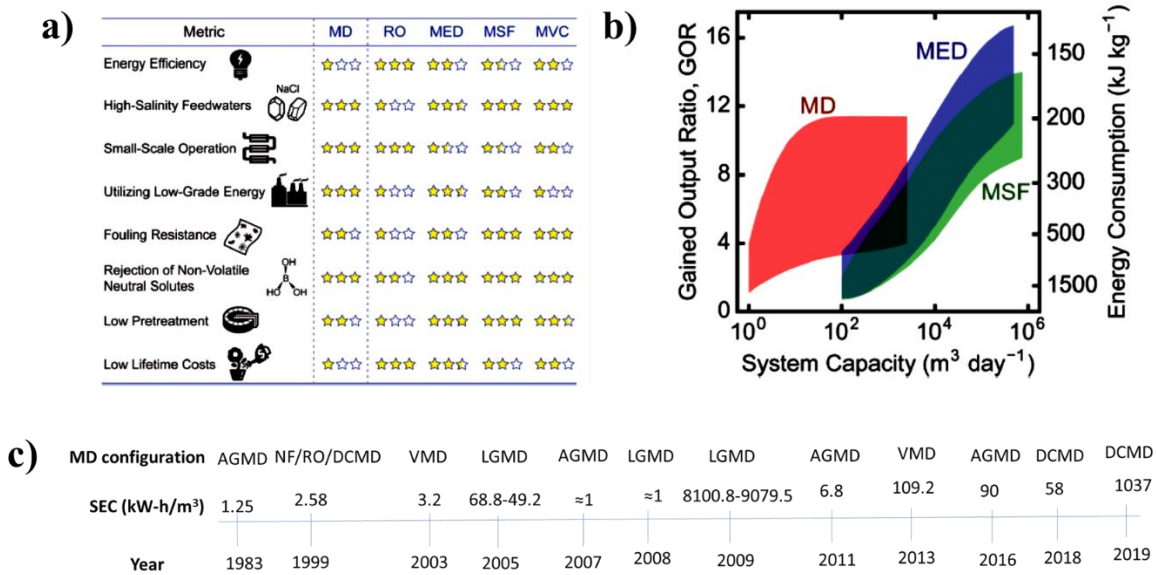 a)
Metric MD RO MED MSF MVC
Energy Efficiency
High-Salinity Feedwaters NaCl
Small-Scale Operation
Utilizing Low-Grade Energy
Fouling Resistance
Rejection of Non-Volatile
Neutral Solutes
OH
B
HO OH
Low Pretreatment
Low Lifetime Costs
b)
Gained Output Ratio, GOR
16
12
8
4
0
MD
MED
MSF
150
200
300
500
1500
Energy Consumption (kJ kg⁻¹)
10⁰ 10² 10⁴ 10⁶
System Capacity (m³ day⁻¹)
c)
MD configuration AGMD NF/RO/DCMD VMD LGMD AGMD LGMD LGMD AGMD VMD AGMD DCMD DCMD
SEC (kW-h/m³) 1.25 2.58 3.2 68.8-49.2 ≈1 ≈1 8100.8-9079.5 6.8 109.2 90 58 1037
Year 1983 1999 2003 2005 2007 2008 2009 2011 2013 2016 2018 2019